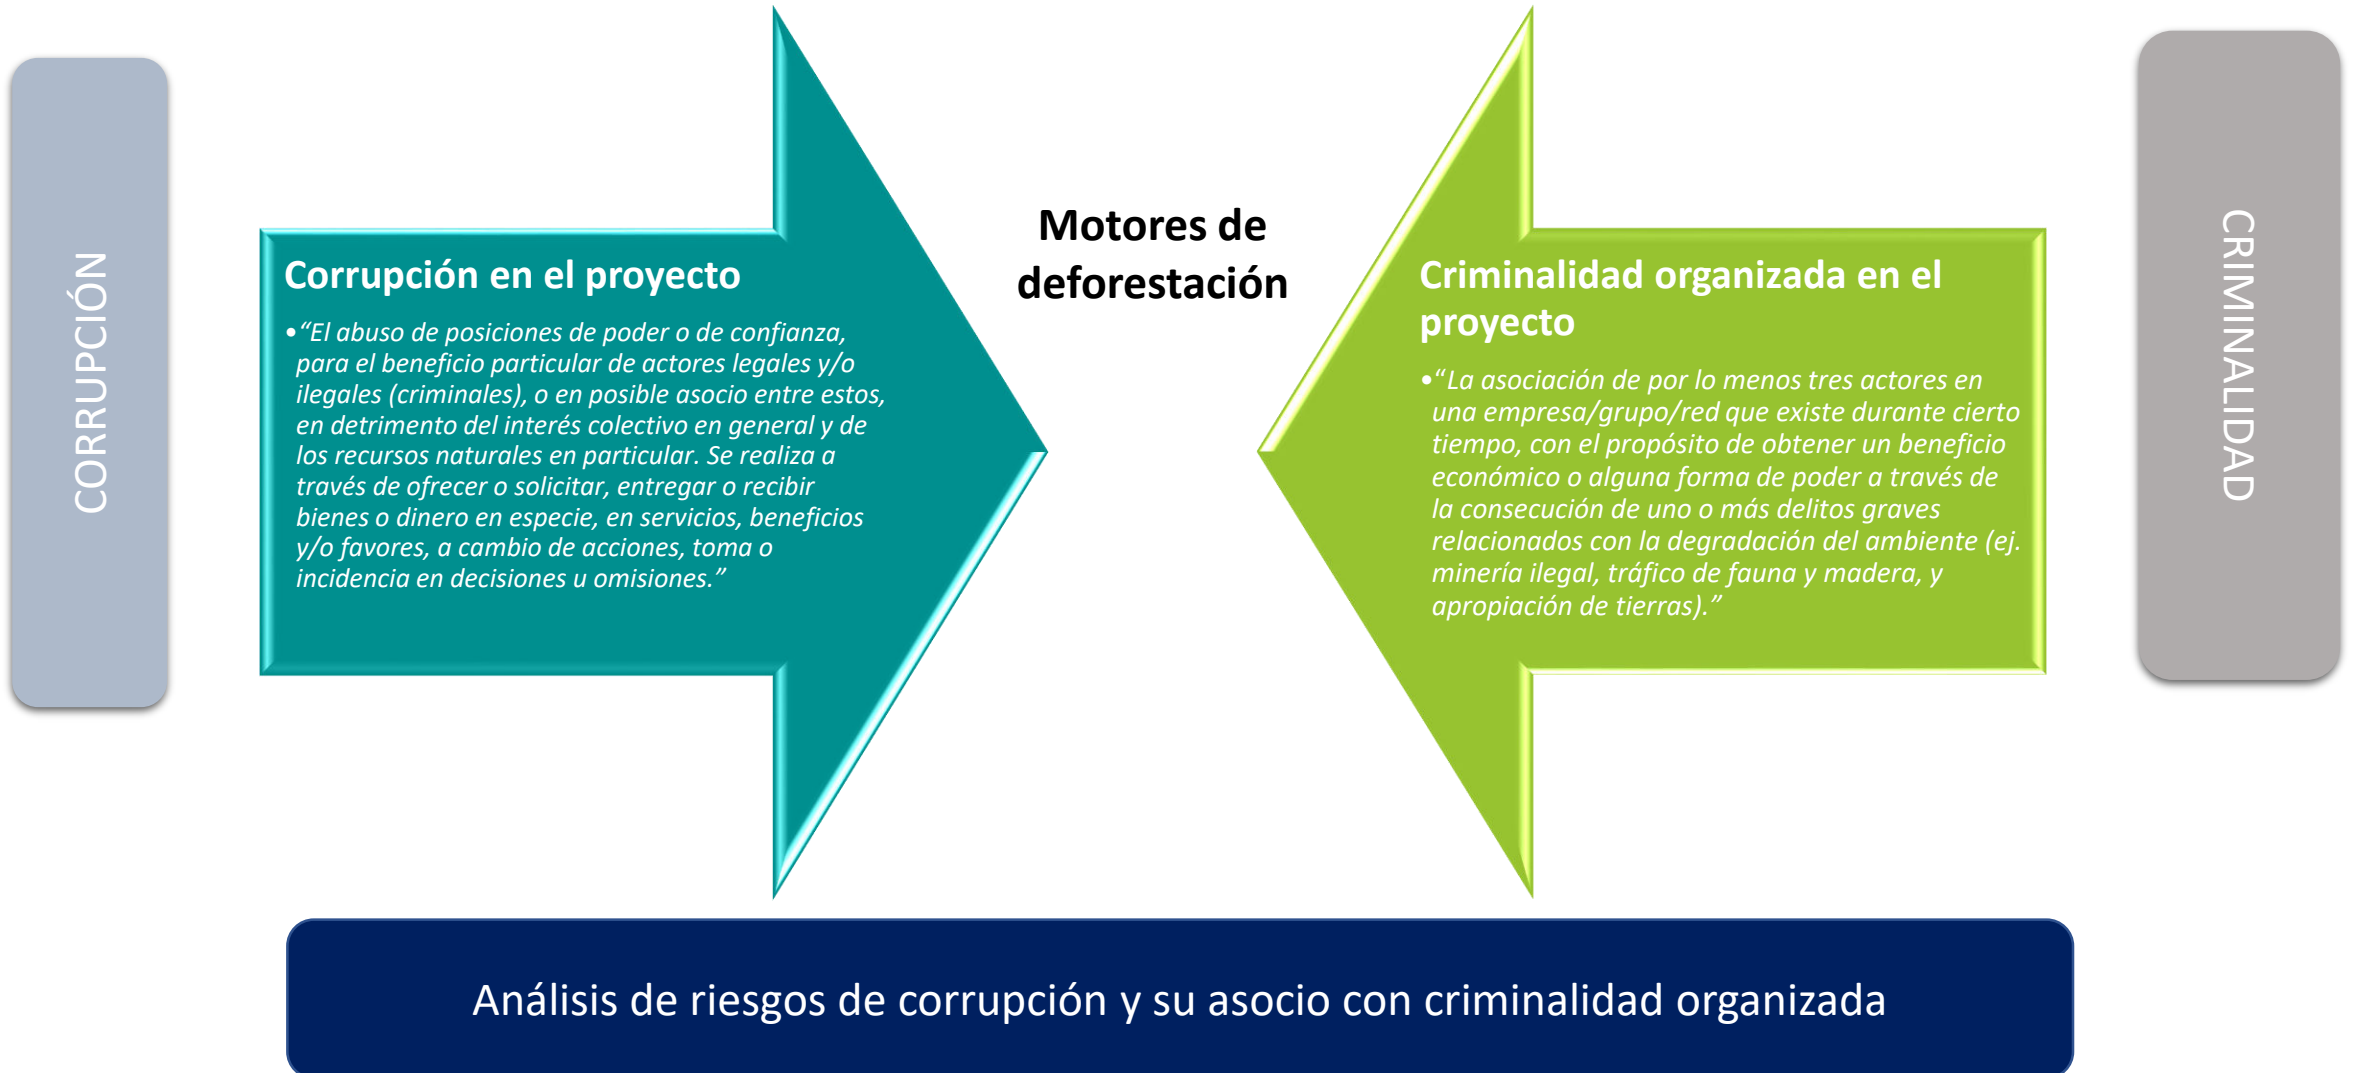 CORRUPCIÓN
Corrupción en el proyecto
•“El abuso de posiciones de poder o de confianza,
para el beneficio particular de actores legales y/o
ilegales (criminales), o en posible asocio entre estos,
en detrimento del interés colectivo en general y de
los recursos naturales en particular. Se realiza a
través de ofrecer o solicitar, entregar o recibir
bienes o dinero en especie, en servicios, beneficios
y/o favores, a cambio de acciones, toma o
incidencia en decisiones u omisiones.”
Motores de
deforestación
Criminalidad organizada en el
proyecto
•“La asociación de por lo menos tres actores en
una empresa/grupo/red que existe durante cierto
tiempo, con el propósito de obtener un beneficio
económico o alguna forma de poder a través de
la consecución de uno o más delitos graves
relacionados con la degradación del ambiente (ej.
minería ilegal, tráfico de fauna y madera, y
apropiación de tierras).”
CRIMINALIDAD
Análisis de riesgos de corrupción y su asocio con criminalidad organizada